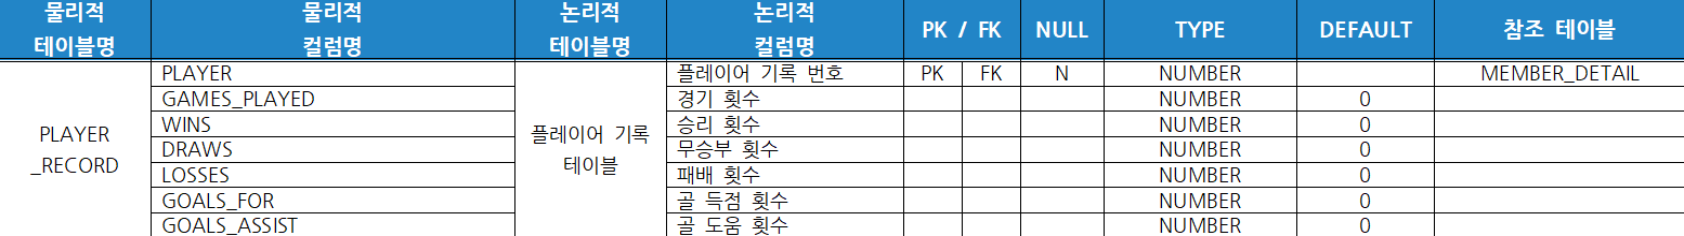 물리적 테이블명 물리적 컬럼명 논리적 테이블명 논리적 컬럼명 PK / FK NULL TYPE DEFAULT 참조 테이블
PLAYER _RECORD 플레이어 기록 테이블
PLAYER 플레이어 기록 번호 PK FK N NUMBER MEMBER_DETAIL
GAMES_PLAYED 경기 횟수 NUMBER 0
WINS 승리 횟수 NUMBER 0
DRAWS 무승부 횟수 NUMBER 0
LOSSES 패배 횟수 NUMBER 0
GOALS_FOR 골 득점 횟수 NUMBER 0
GOALS_ASSIST 골 도움 횟수 NUMBER 0